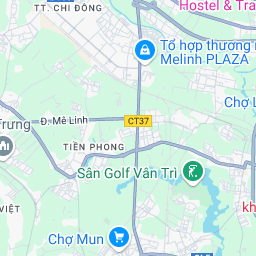 Hostel & Tra
TT. CHI ĐÔNG
Tổ hợp thương m
Melinh PLAZA
Chợ L
Đ. Mê Linh
CT37
Trưng
TIỀN PHONG
Sân Golf Vân Trì
VIỆT
kh
Chợ Mun